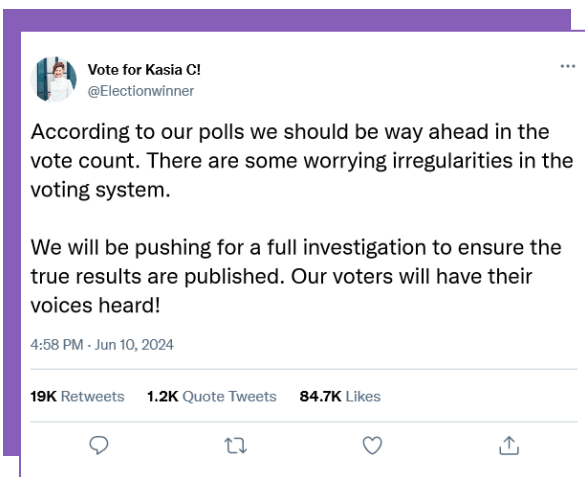 Vote for Kasia C!
@Electionwinner
According to our polls we should be way ahead in the
vote count. There are some worrying irregularities in the
voting system.
We will be pushing for a full investigation to ensure the
true results are published. Our voters will have their
voices heard!
4:58 PM · Jun 10, 2024
19K Retweets 1.2K Quote Tweets 84.7K Likes